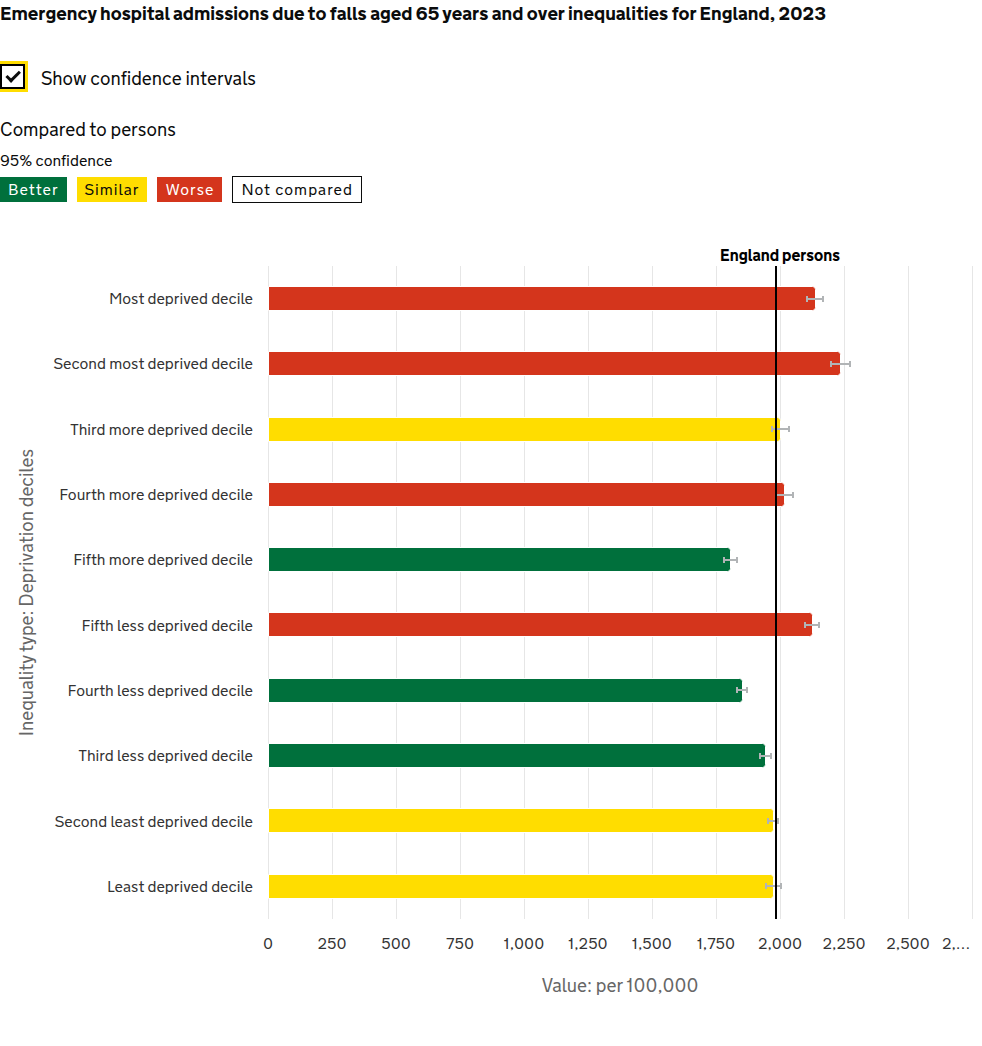 Emergency hospital admissions due to falls aged 65 years and over inequalities for England, 2023
Show confidence intervals
Compared to persons
95% confidence
Better Similar Worse Not compared
England persons
Most deprived decile
Second most deprived decile
Third more deprived decile
Fourth more deprived decile
Fifth more deprived decile
Fifth less deprived decile
Fourth less deprived decile
Third less deprived decile
Second least deprived decile
Least deprived decile
Inequality type: Deprivation deciles
0 250 500 750 1,000 1,250 1,500 1,750 2,000 2,250 2,500 2,...
Value: per 100,000